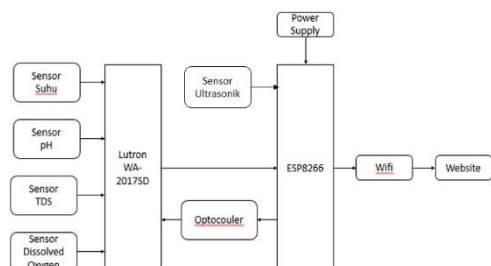 Power
Supply
Sensor
Suhu
Sensor
pH
Sensor
TDS
Sensor
Dissolved
Oxygen
Lutron
WA-
2017SD
Sensor
Ultrasonik
Optocouler
ESP8266
Wifi
Website